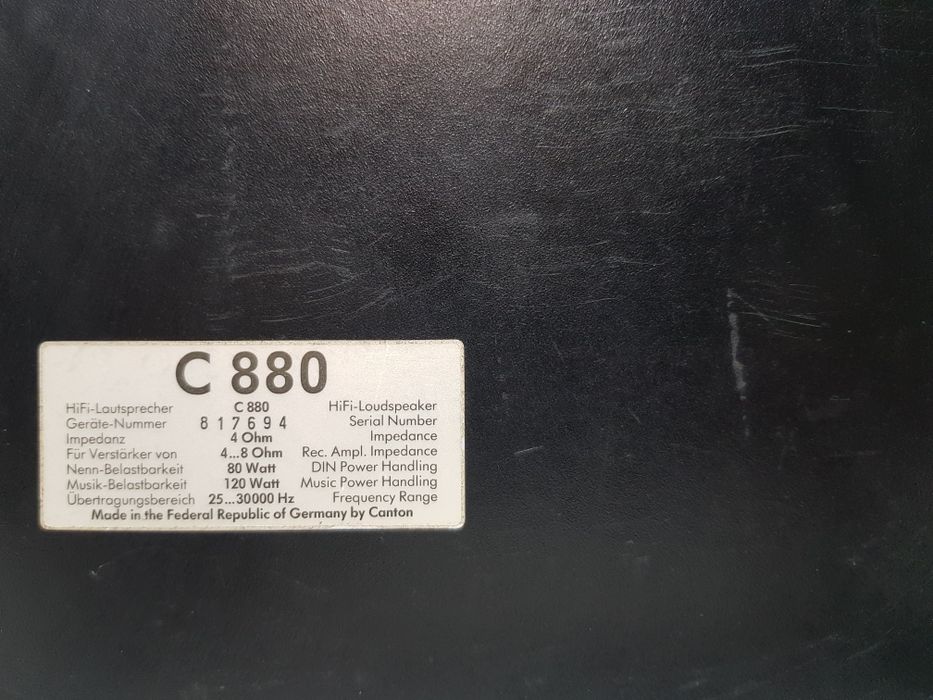 C 880
HiFi-Lautsprecher C 880 HiFi-Loudspeaker
Geräte-Nummer 817694 Serial Number
Impedanz 4 Ohm Impedance
Für Verstärker von 4...8 Ohm Rec. Ampl. Impedance
Nenn-Belastbarkeit 80 Watt DIN Power Handling
Musik-Belastbarkeit 120 Watt Music Power Handling
Übertragungsbereich 25...30000 Hz Frequency Range
Made in the Federal Republic of Germany by Canton